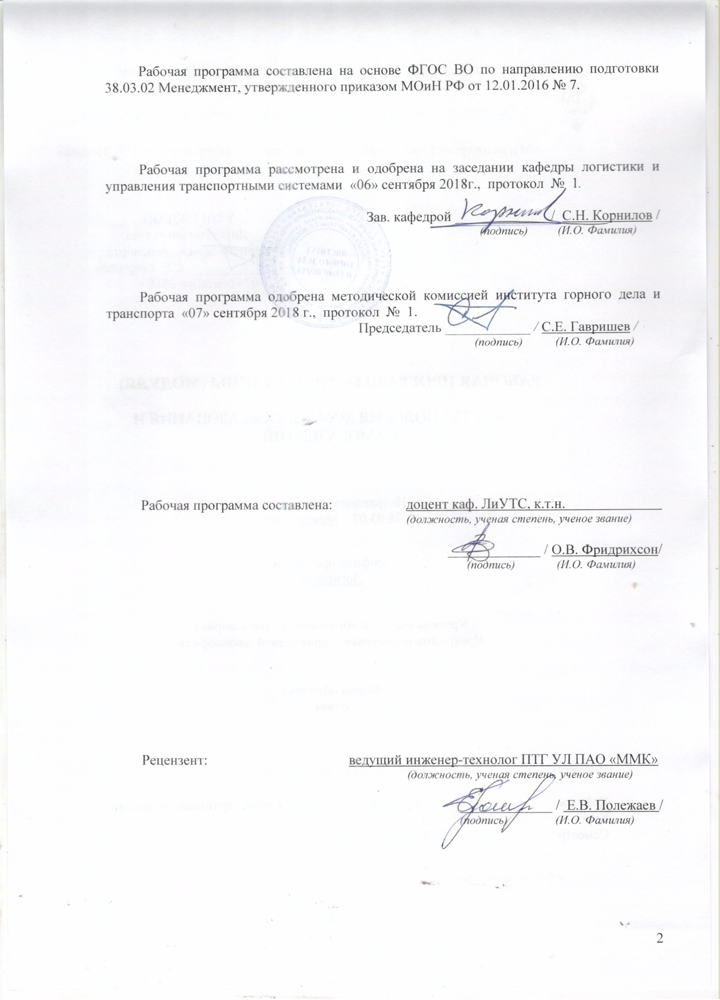 Рабочая программа составлена на основе ФГОС ВО по направлению подготовки
38.03.02 Менеджмент, утвержденного приказом МОиН РФ от 12.01.2016 № 7.
Рабочая программа рассмотрена и одобрена на заседании кафедры логистики и
управления транспортными системами «06» сентября 2018г., протокол № 1.
Зав. кафедрой ______________/ С.Н. Корнилов /
(подпись) (И.О. Фамилия)
Рабочая программа одобрена методической комиссией института горного дела и
транспорта «07» сентября 2018 г., протокол № 1.
Председатель ____________ / С.Е. Гавришев /
(подпись) (И.О. Фамилия)
Рабочая программа составлена: доцент каф. ЛиУТС, к.т.н.
(должность, ученая степень, ученое звание)
_____________ / О.В. Фридрихсон/
(подпись) (И.О. Фамилия)
Рецензент: ведущий инженер-технолог ПТГ УЛ ПАО «ММК»
(должность, ученая степень, ученое звание)
_____________ / Е.В. Полежаев /
(подпись) (И.О. Фамилия)
2